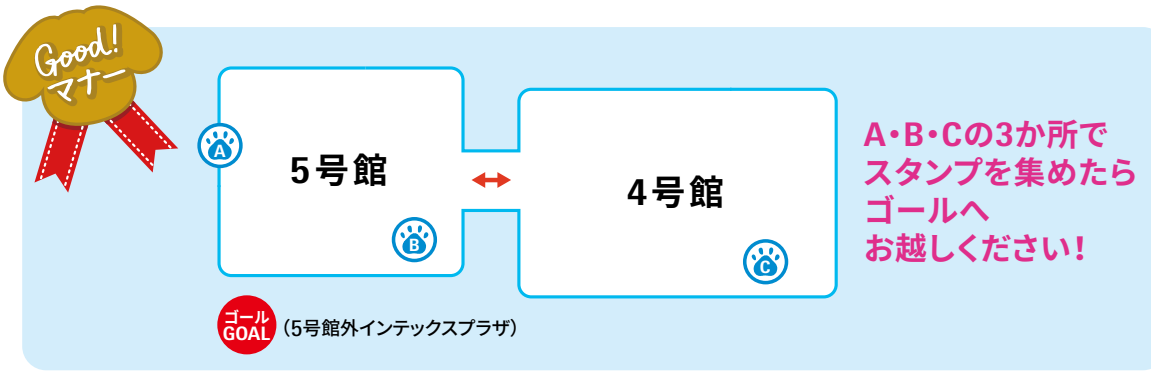 Good!
マナー
A
5号館
B
4号館
C
A・B・Cの3か所で
スタンプを集めたら
ゴールへ
お越しください!
ゴール
GOAL
(5号館外インテックスプラザ)